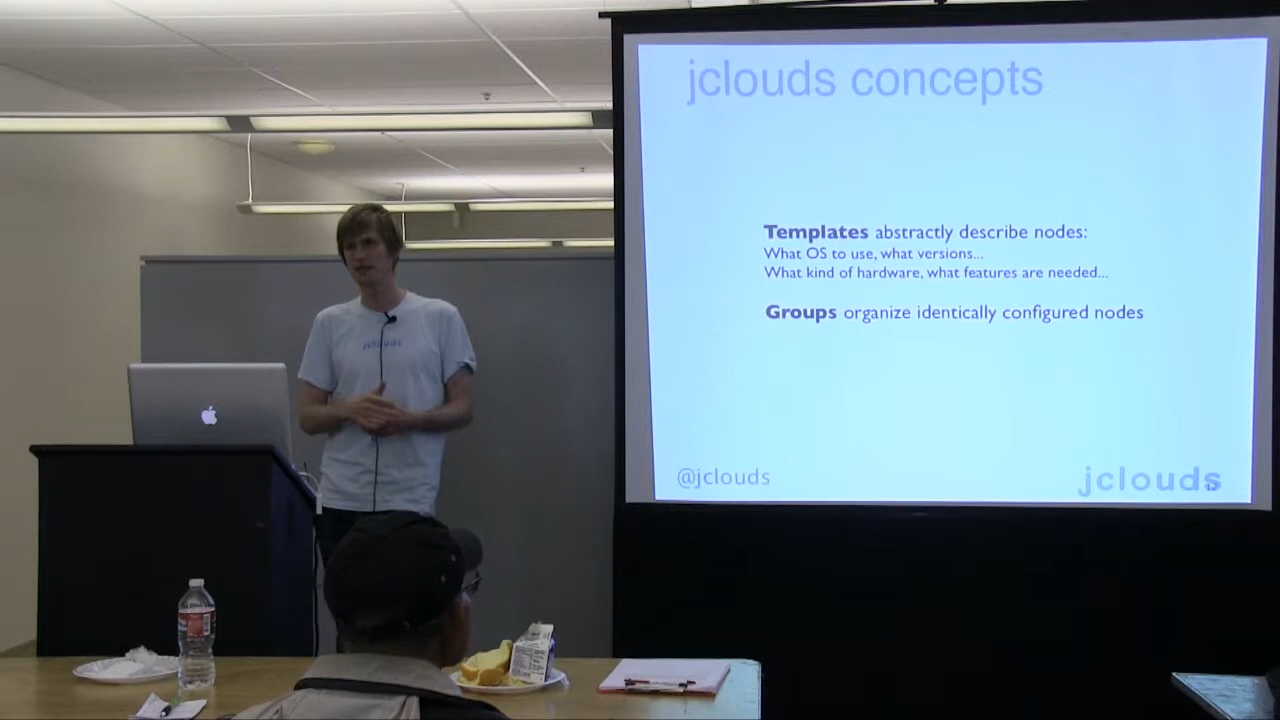 jclouds concepts
Templates abstractly describe nodes:
What OS to use, what versions...
What kind of hardware, what features are needed...
Groups organize identically configured nodes
@jclouds
jclouds
jclouds